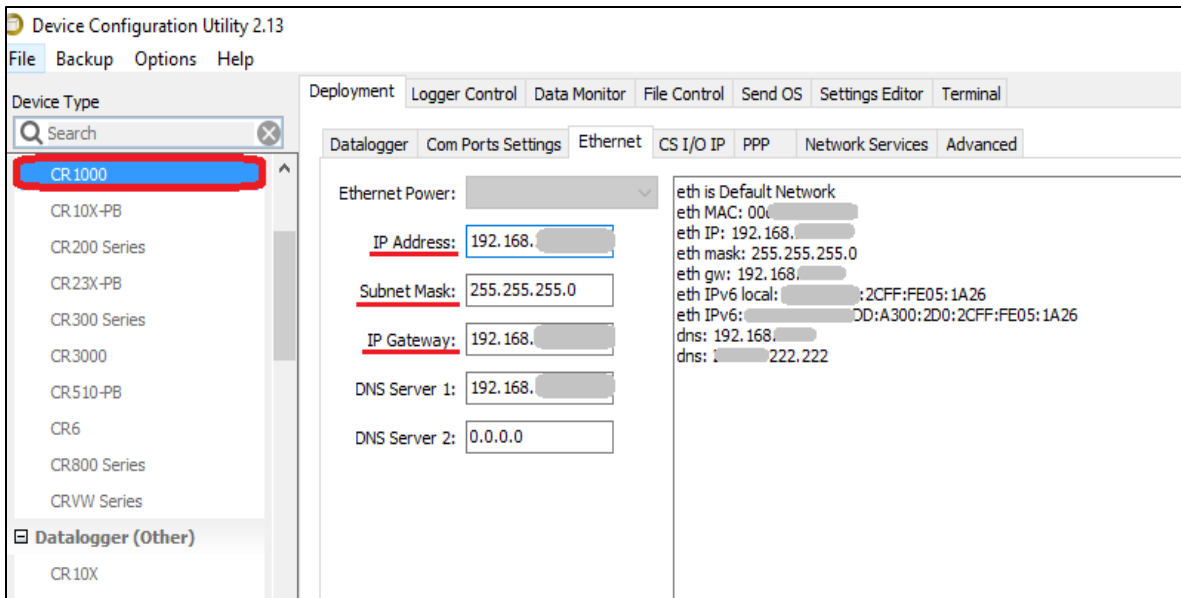 Device Configuration Utility 2.13
File Backup Options Help
Device Type
Search
CR1000
CR10X-PB
CR200 Series
CR23X-PB
CR300 Series
CR3000
CR510-PB
CR6
CR800 Series
CRVW Series
Datalogger (Other)
CR10X
Deployment Logger Control Data Monitor File Control Send OS Settings Editor Terminal
Datalogger Com Ports Settings Ethernet CS I/O IP PPP Network Services Advanced
Ethernet Power:
IP Address: 192.168.
Subnet Mask: 255.255.255.0
IP Gateway: 192.168.
DNS Server 1: 192.168.
DNS Server 2: 0.0.0.0
eth is Default Network
eth MAC: 00
eth IP: 192.168.
eth mask: 255.255.255.0
eth gw: 192.168.
eth IPv6 local: :2CFF:FE05:1A26
eth IPv6: DD:A300:2D0:2CFF:FE05:1A26
dns: 192.168.
dns: 222.222